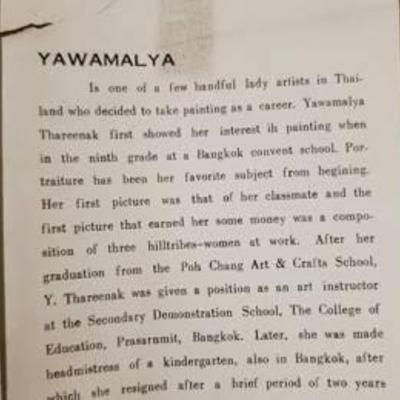 YAWAMALYA
Is one of a few handful lady artists in Thai-
land who decided to take painting as a career. Yawamalya
Thareenak first showed her interest ih painting when
in the ninth grade at a Bangkok convent school. Por-
traiture has been her favorite subject from begining.
Her first picture was that of her classmate and the
first picture that earned her some money was a compo-
sition of three hilltribes-women at work. After her
graduation from the Poh Chang Art & Crafts School,
Y. Thareenak was given a position as an art instructor
at the Secondary Demonstration School, The College of
Education, Prasarnmit, Bangkok. Later, she was made
headmistress of a kindergarten, also in Bangkok, after
which she resigned after a brief period of two years